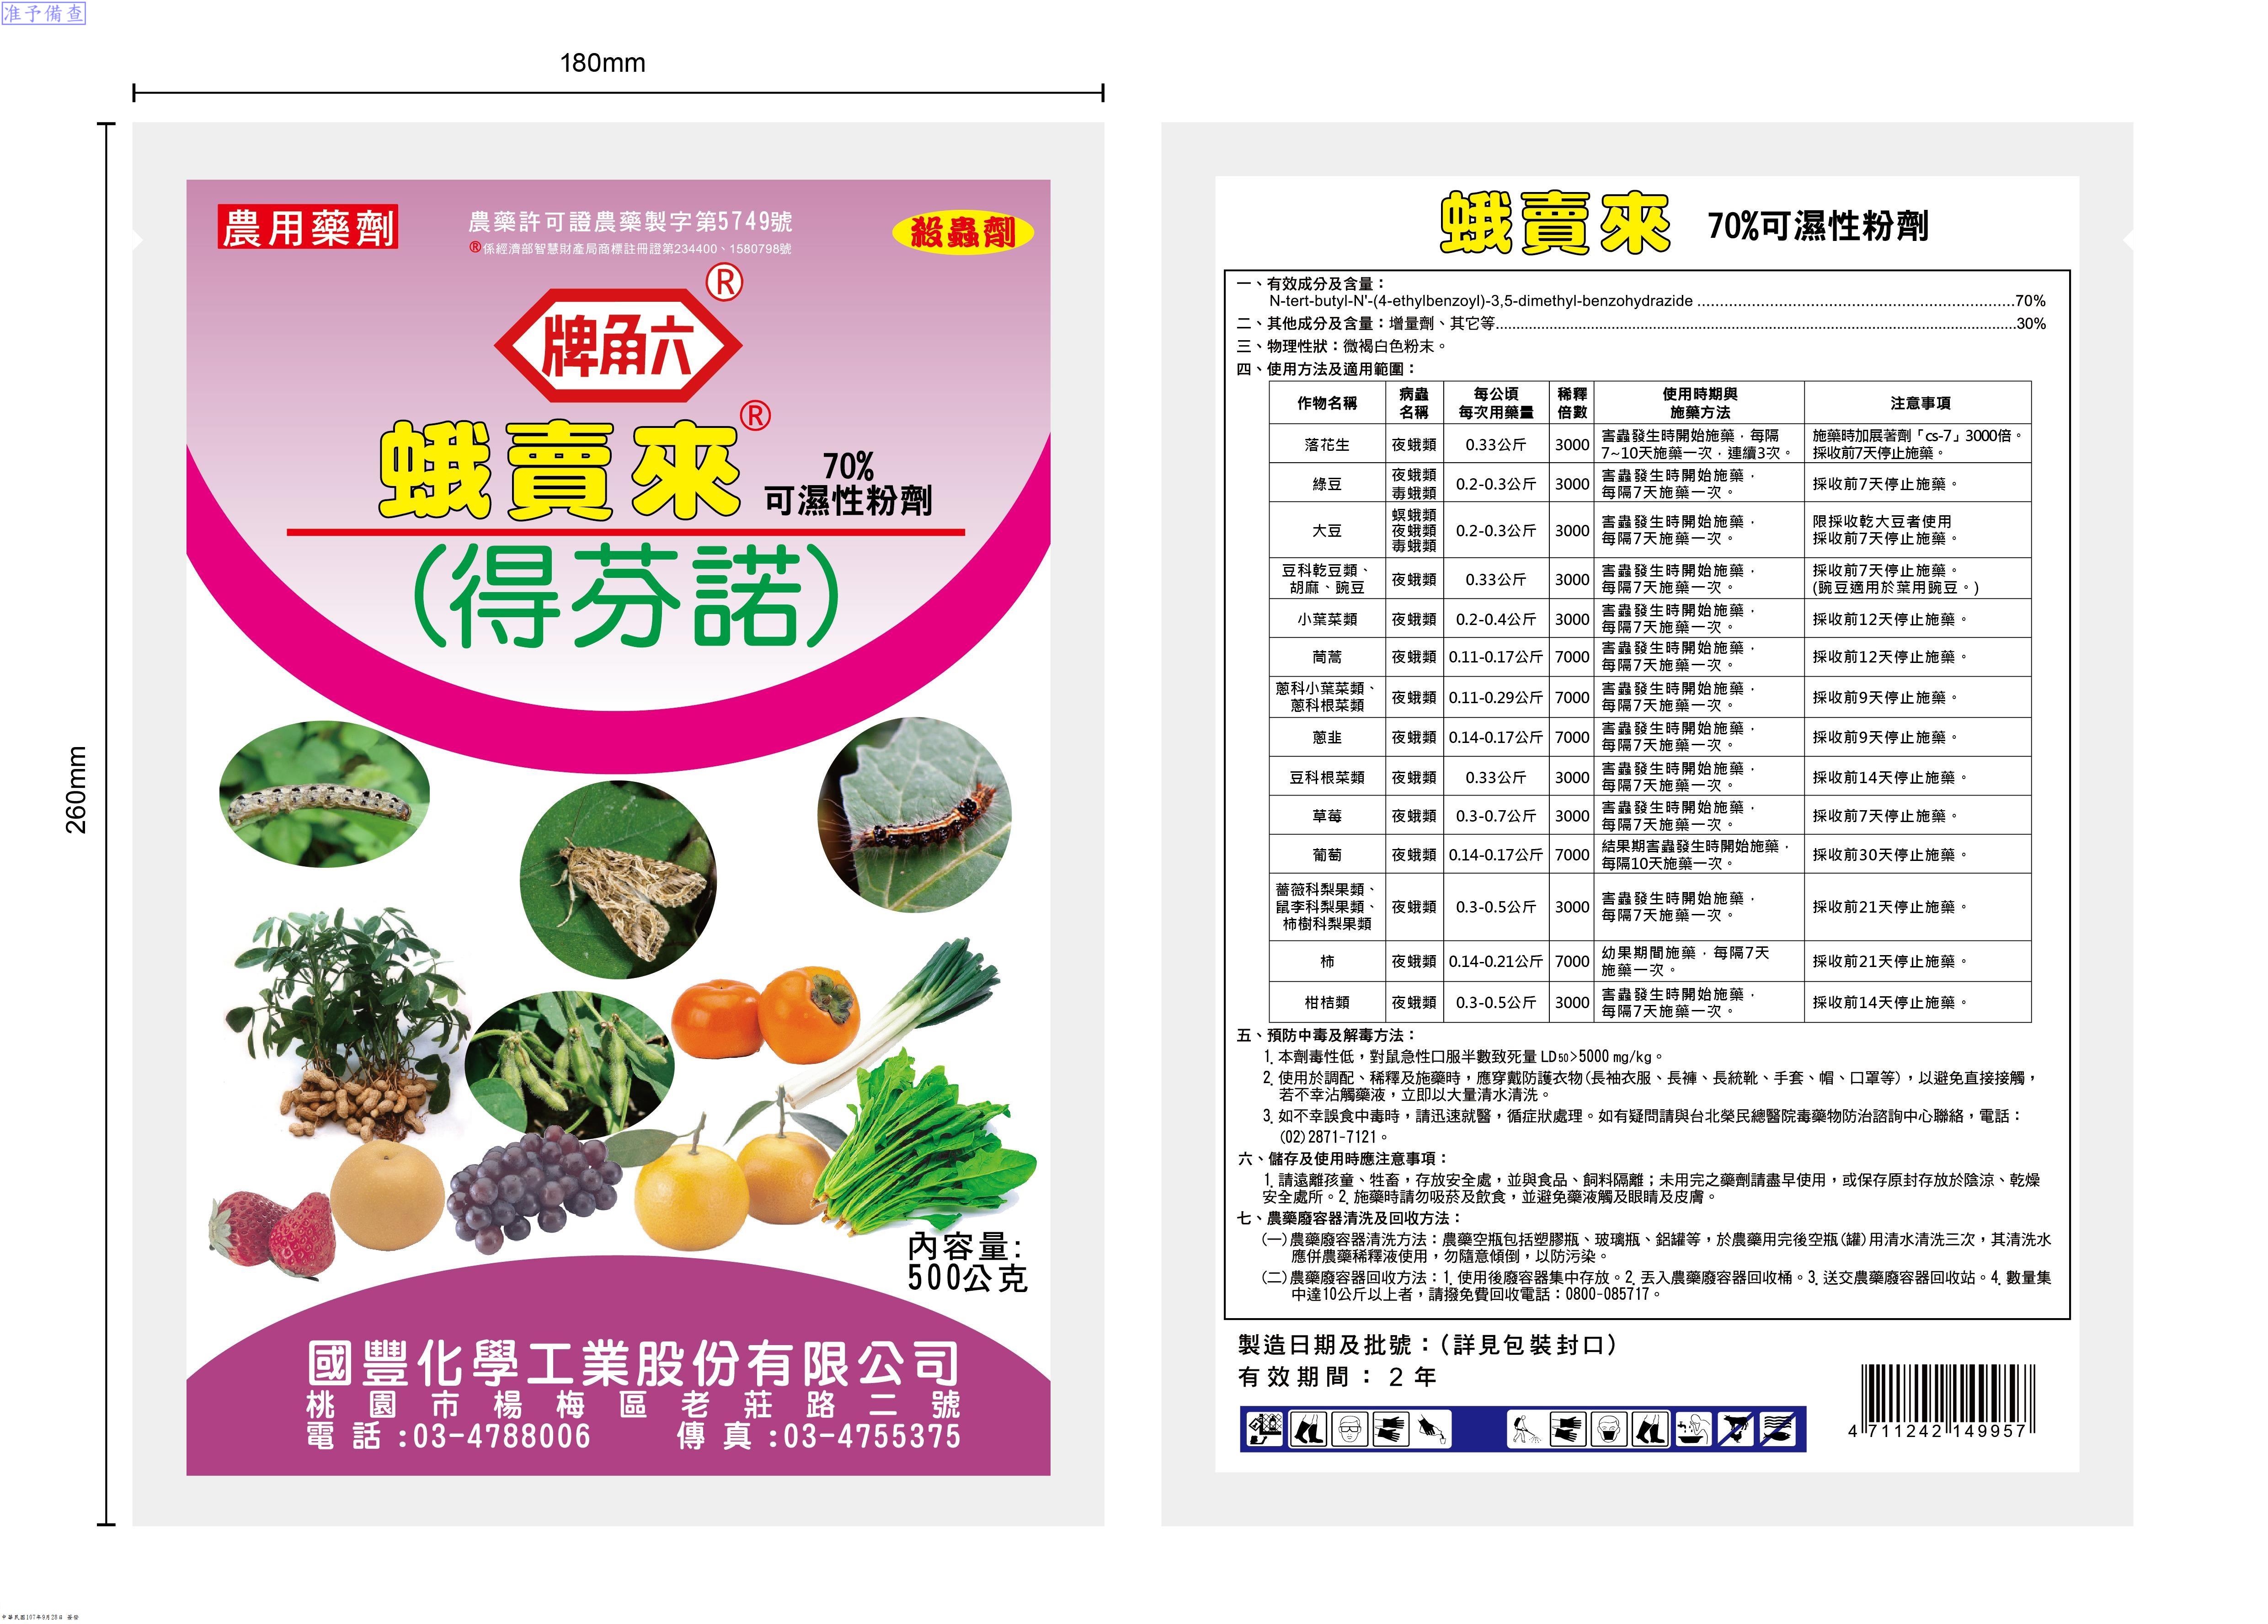 准予備查
180mm
260mm
農用藥劑
農藥許可證農藥製字第5749號
®係經濟部智慧財產局商標註冊證第234400、1580798號
殺蟲劑
®
牌角六
®
蛾賣來
70%
可濕性粉劑
(得芬諾)
內容量:
500公克
國豐化學工業股份有限公司
桃園市楊梅區老莊路二號
電話:03-4788006 傳真:03-4755375
蛾賣來 70%可濕性粉劑
一、有效成分及含量：
N-tert-butyl-N'-(4-ethylbenzoyl)-3,5-dimethyl-benzohydrazide ........ 70%
二、其他成分及含量：增量劑、其它等........30%
三、物理性狀：微褐白色粉末。
四、使用方法及適用範圍：
作物名稱 病蟲名稱 每公頃每次用藥量 稀釋倍數 使用時期與施藥方法 注意事項
落花生 夜蛾類 0.33公斤 3000 害蟲發生時開始施藥，每隔7~10天施藥一次，連續3次。 施藥時加展著劑「cs-7」3000倍。採收前7天停止施藥。
綠豆 夜蛾類 毒蛾類 0.2-0.3公斤 3000 害蟲發生時開始施藥，每隔7天施藥一次。 採收前7天停止施藥。
大豆 螟蛾類 夜蛾類 毒蛾類 0.2-0.3公斤 3000 害蟲發生時開始施藥，每隔7天施藥一次。 限採收乾大豆者使用 採收前7天停止施藥。
豆科乾豆類、胡麻、豌豆 夜蛾類 0.33公斤 3000 害蟲發生時開始施藥，每隔7天施藥一次。 採收前7天停止施藥。(豌豆適用於葉用豌豆。)
小葉菜類 夜蛾類 0.2-0.4公斤 3000 害蟲發生時開始施藥，每隔7天施藥一次。 採收前12天停止施藥。
茼蒿 夜蛾類 0.11-0.17公斤 7000 害蟲發生時開始施藥，每隔7天施藥一次。 採收前12天停止施藥。
蔥科小葉菜類、蔥科根菜類 夜蛾類 0.11-0.29公斤 7000 害蟲發生時開始施藥，每隔7天施藥一次。 採收前9天停止施藥。
蔥韭 夜蛾類 0.14-0.17公斤 7000 害蟲發生時開始施藥，每隔7天施藥一次。 採收前9天停止施藥。
豆科根菜類 夜蛾類 0.33公斤 3000 害蟲發生時開始施藥，每隔7天施藥一次。 採收前14天停止施藥。
草莓 夜蛾類 0.3-0.7公斤 3000 害蟲發生時開始施藥，每隔7天施藥一次。 採收前7天停止施藥。
葡萄 夜蛾類 0.14-0.17公斤 7000 結果期害蟲發生時開始施藥，每隔10天施藥一次。 採收前30天停止施藥。
薔薇科梨果類、鼠李科梨果類、柿樹科梨果類 夜蛾類 0.3-0.5公斤 3000 害蟲發生時開始施藥，每隔7天施藥一次。 採收前21天停止施藥。
柿 夜蛾類 0.14-0.21公斤 7000 幼果期間施藥，每隔7天施藥一次。 採收前21天停止施藥。
柑桔類 夜蛾類 0.3-0.5公斤 3000 害蟲發生時開始施藥，每隔7天施藥一次。 採收前14天停止施藥。
五、預防中毒及解毒方法：
1. 本劑毒性低，對鼠急性口服半數致死量 LD50>5000 mg/kg。
2. 使用於調配、稀釋及施藥時，應穿戴防護衣物(長袖衣服、長褲、長統靴、手套、帽、口罩等)，以避免直接接觸，
若不幸沾觸藥液，立即以大量清水清洗。
3. 如不幸誤食中毒時，請迅速就醫，循症狀處理。如有疑問請與台北榮民總醫院毒藥物防治諮詢中心聯絡，電話：
(02)2871-7121。
六、儲存及使用時應注意事項：
1. 請遠離孩童、牲畜，存放安全處，並與食品、飼料隔離；未用完之藥劑請盡早使用，或保存原封存放於陰涼、乾燥
安全處所。2. 施藥時請勿吸菸及飲食，並避免藥液觸及眼睛及皮膚。
七、農藥廢容器清洗及回收方法：
(一)農藥廢容器清洗方法：農藥空瓶包括塑膠瓶、玻璃瓶、鋁罐等，於農藥用完後空瓶(罐)用清水清洗三次，其清洗水
應併農藥稀釋液使用，勿隨意傾倒，以防污染。
(二)農藥廢容器回收方法：1. 使用後廢容器集中存放。2. 丟入農藥廢容器回收桶。3. 送交農藥廢容器回收站。4. 數量集
中達10公斤以上者，請撥免費回收電話：0800-085717。
製造日期及批號：(詳見包裝封口)
有效期間：2年
4 711242 149957
中華民國107年9月28日 簽發